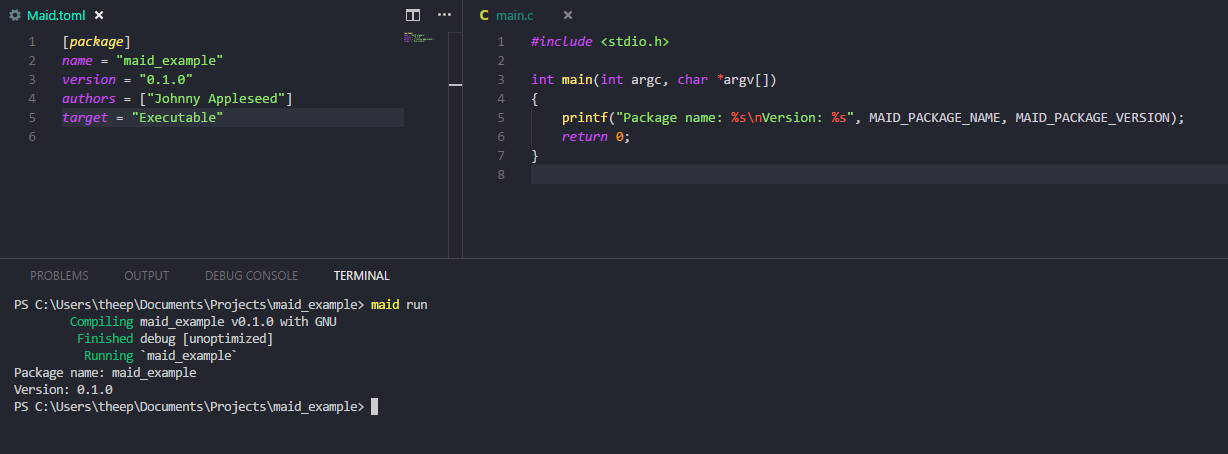 Maid.toml
1 [package]
2 name = "maid_example"
3 version = "0.1.0"
4 authors = ["Johnny Appleseed"]
5 target = "Executable"
6
C main.c
1 #include <stdio.h>
2
3 int main(int argc, char *argv[])
4 {
5 printf("Package name: %s\nVersion: %s", MAID_PACKAGE_NAME, MAID_PACKAGE_VERSION);
6 return 0;
7 }
8
PROBLEMS OUTPUT DEBUG CONSOLE TERMINAL
PS C:\Users\theep\Documents\Projects\maid_example> maid run
Compiling maid_example v0.1.0 with GNU
Finished debug [unoptimized]
Running `maid_example`
Package name: maid_example
Version: 0.1.0
PS C:\Users\theep\Documents\Projects\maid_example>